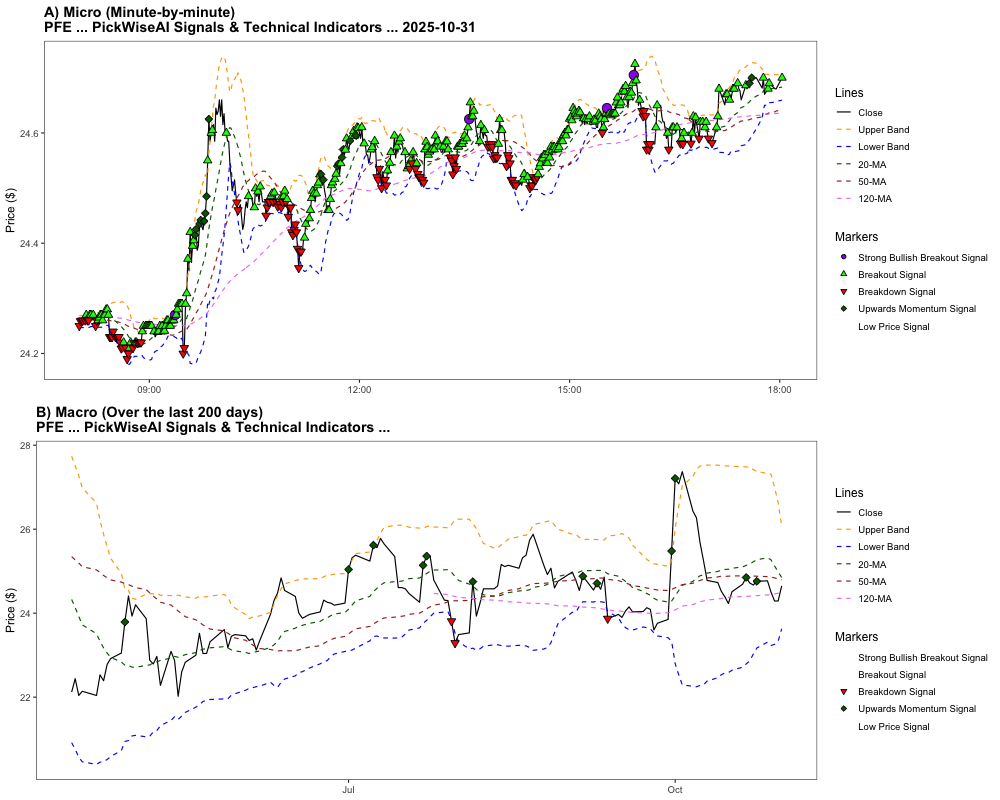 A) Micro (Minute-by-minute)
PFE ... PickWiseAI Signals & Technical Indicators ... 2025-10-31
Price ($)
24.6
24.4
24.2
09:00
12:00
15:00
18:00
Lines
Close
Upper Band
Lower Band
20-MA
50-MA
120-MA
Markers
Strong Bullish Breakout Signal
Breakout Signal
Breakdown Signal
Upwards Momentum Signal
Low Price Signal
B) Macro (Over the last 200 days)
PFE ... PickWiseAI Signals & Technical Indicators ...
Price ($)
28
26
24
22
Jul
Oct
Lines
Close
Upper Band
Lower Band
20-MA
50-MA
120-MA
Markers
Strong Bullish Breakout Signal
Breakout Signal
Breakdown Signal
Upwards Momentum Signal
Low Price Signal